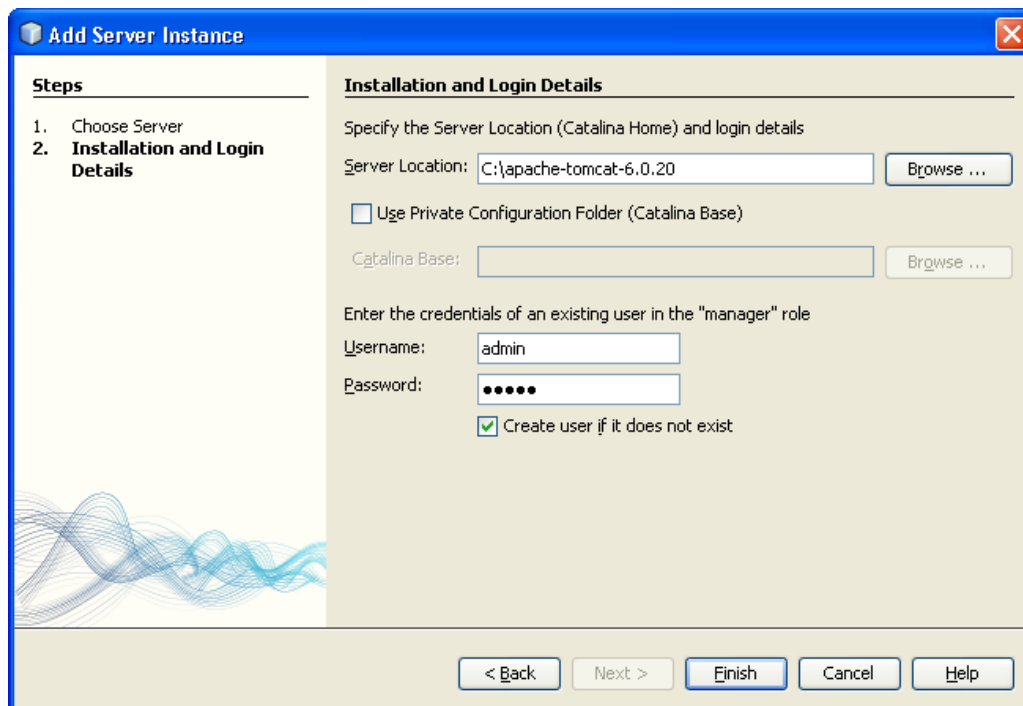 Add Server Instance
Steps
1. Choose Server
2. Installation and Login
Details
Installation and Login Details
Specify the Server Location (Catalina Home) and login details
Server Location: C:\apache-tomcat-6.0.20 Browse ...
Use Private Configuration Folder (Catalina Base)
Catalina Base: Browse ...
Enter the credentials of an existing user in the "manager" role
Username: admin
Password: •••••
Create user if it does not exist
< Back Next > Finish Cancel Help